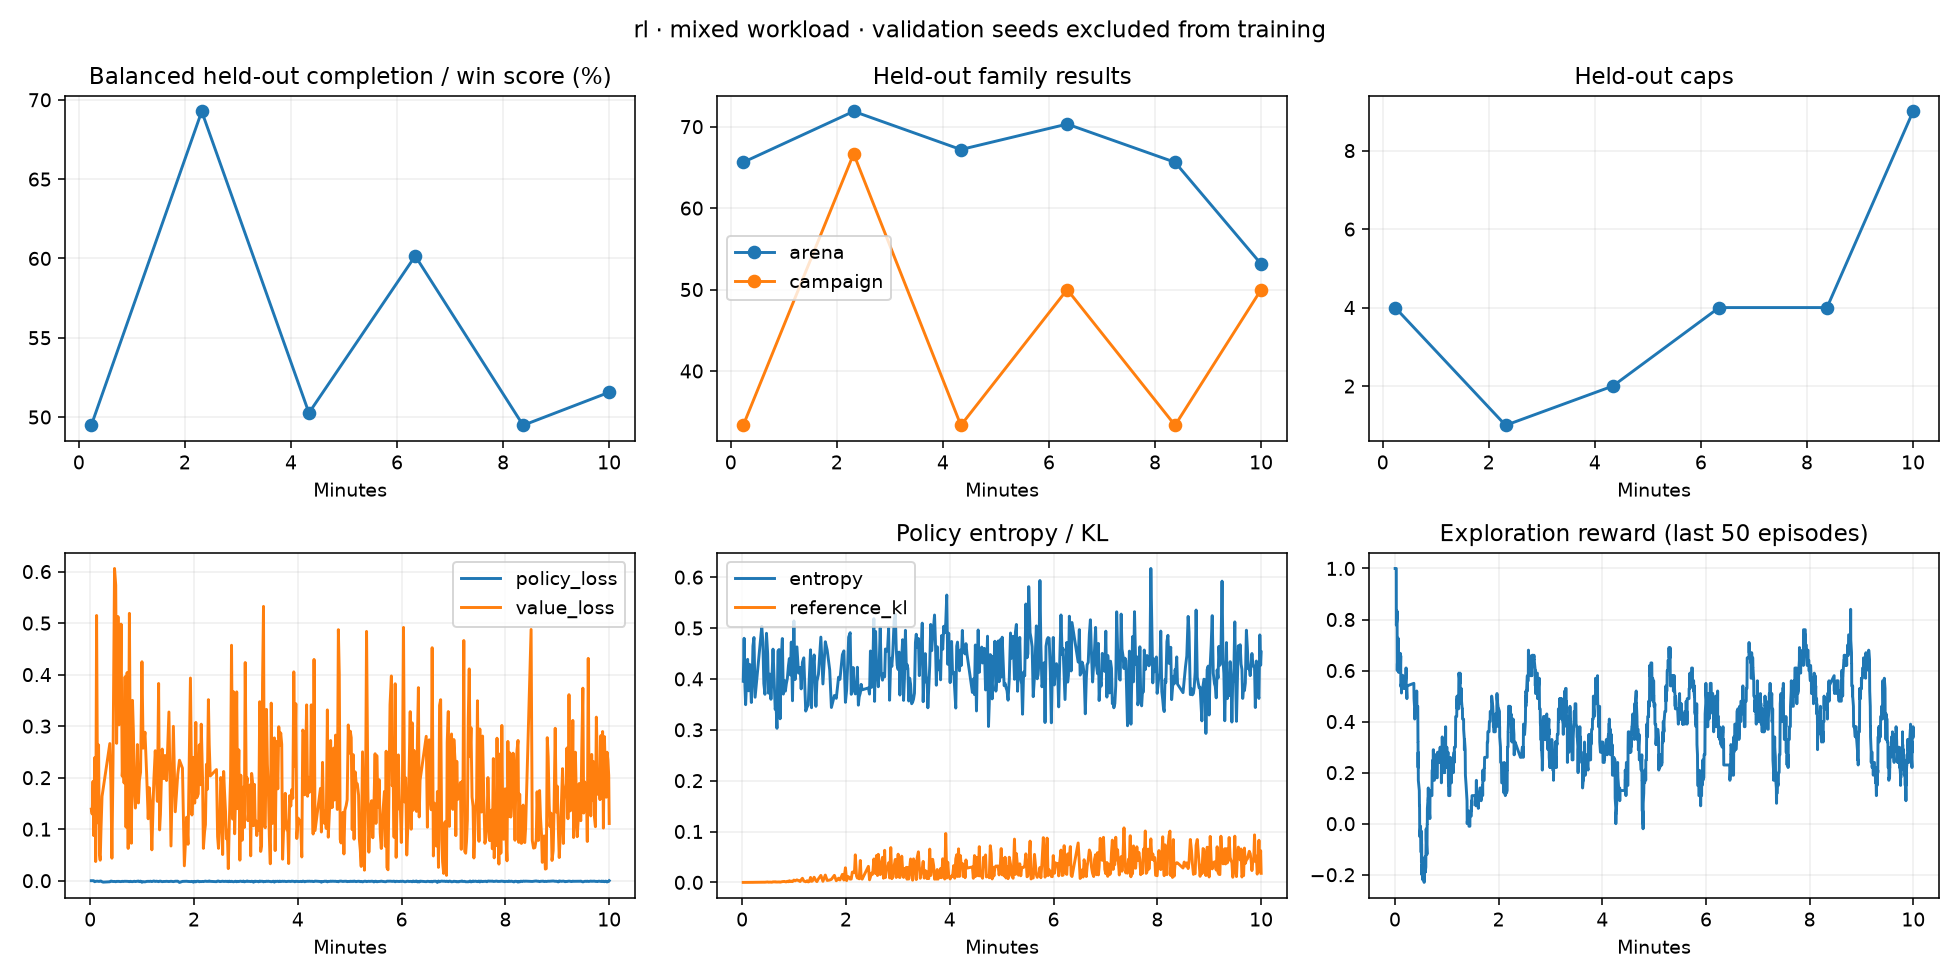 rl · mixed workload · validation seeds excluded from training
Balanced held-out completion / win score (%)
70
65
60
55
50
0 2 4 6 8 10
Minutes
Held-out family results
70
60
50
40
arena
campaign
0 2 4 6 8 10
Minutes
Held-out caps
8
6
4
2
0 2 4 6 8 10
Minutes
0.6
0.5
0.4
0.3
0.2
0.1
0.0
policy_loss
value_loss
0 2 4 6 8 10
Minutes
Policy entropy / KL
0.6
0.5
0.4
0.3
0.2
0.1
0.0
entropy
reference_kl
0 2 4 6 8 10
Minutes
Exploration reward (last 50 episodes)
1.0
0.8
0.6
0.4
0.2
0.0
−0.2
0 2 4 6 8 10
Minutes